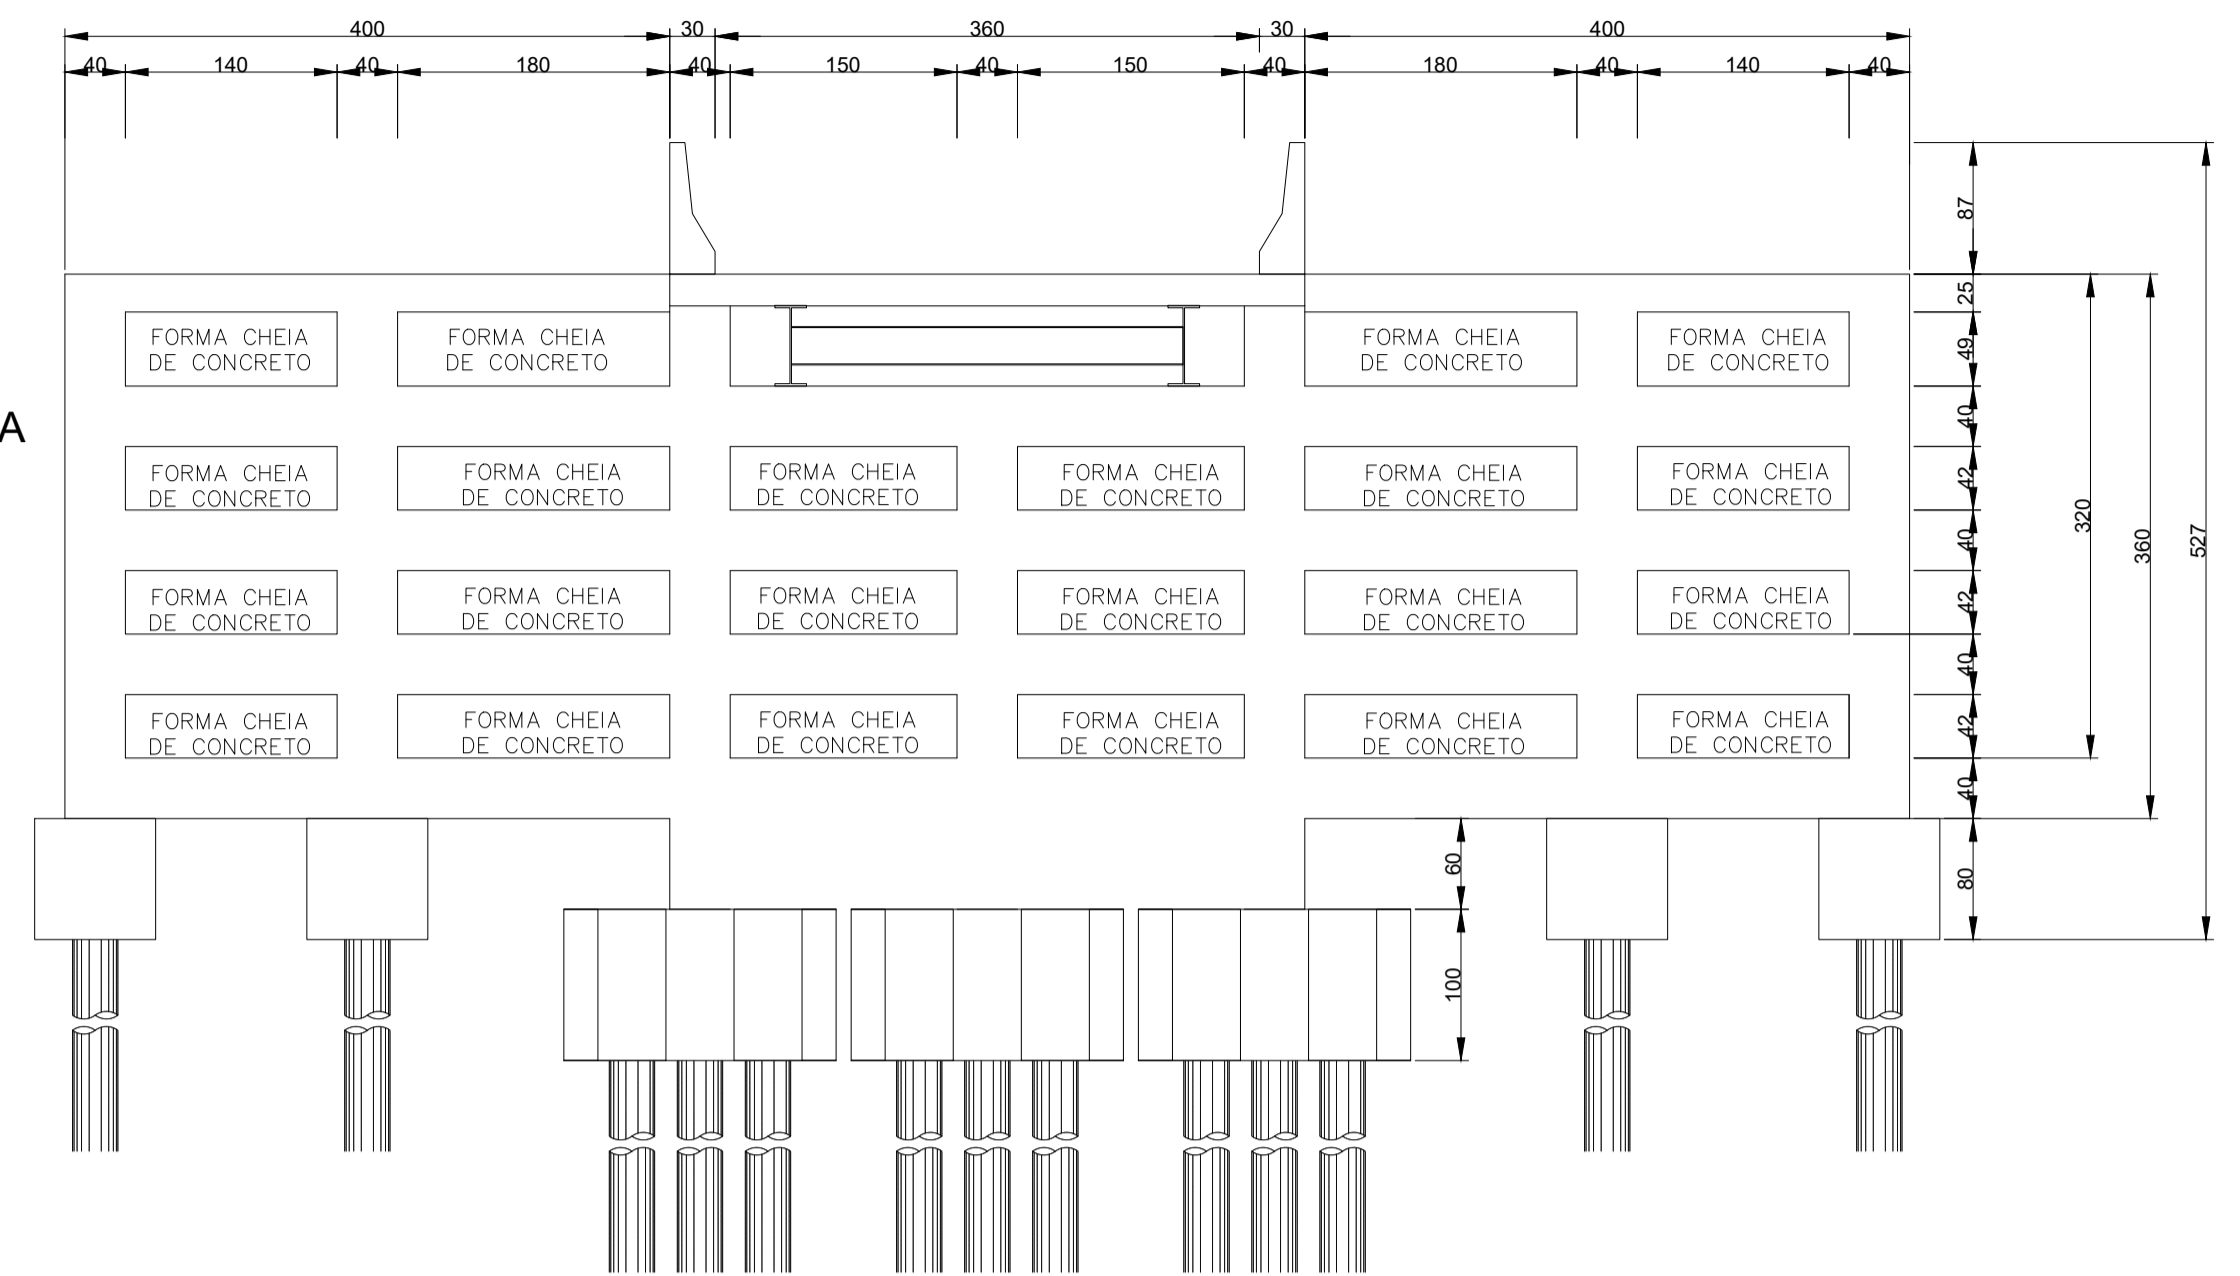 400 30 360 30 400
40 140 40 180 40 150 40 150 40 180 40 140 40
87
25
FORMA CHEIA
DE CONCRETO
FORMA CHEIA
DE CONCRETO
FORMA CHEIA
DE CONCRETO
FORMA CHEIA
DE CONCRETO
49
A
40
FORMA CHEIA
DE CONCRETO
FORMA CHEIA
DE CONCRETO
FORMA CHEIA
DE CONCRETO
FORMA CHEIA
DE CONCRETO
FORMA CHEIA
DE CONCRETO
FORMA CHEIA
DE CONCRETO
42
320
360
527
40
FORMA CHEIA
DE CONCRETO
FORMA CHEIA
DE CONCRETO
FORMA CHEIA
DE CONCRETO
FORMA CHEIA
DE CONCRETO
FORMA CHEIA
DE CONCRETO
FORMA CHEIA
DE CONCRETO
42
40
FORMA CHEIA
DE CONCRETO
FORMA CHEIA
DE CONCRETO
FORMA CHEIA
DE CONCRETO
FORMA CHEIA
DE CONCRETO
FORMA CHEIA
DE CONCRETO
FORMA CHEIA
DE CONCRETO
42
40
60
80
100